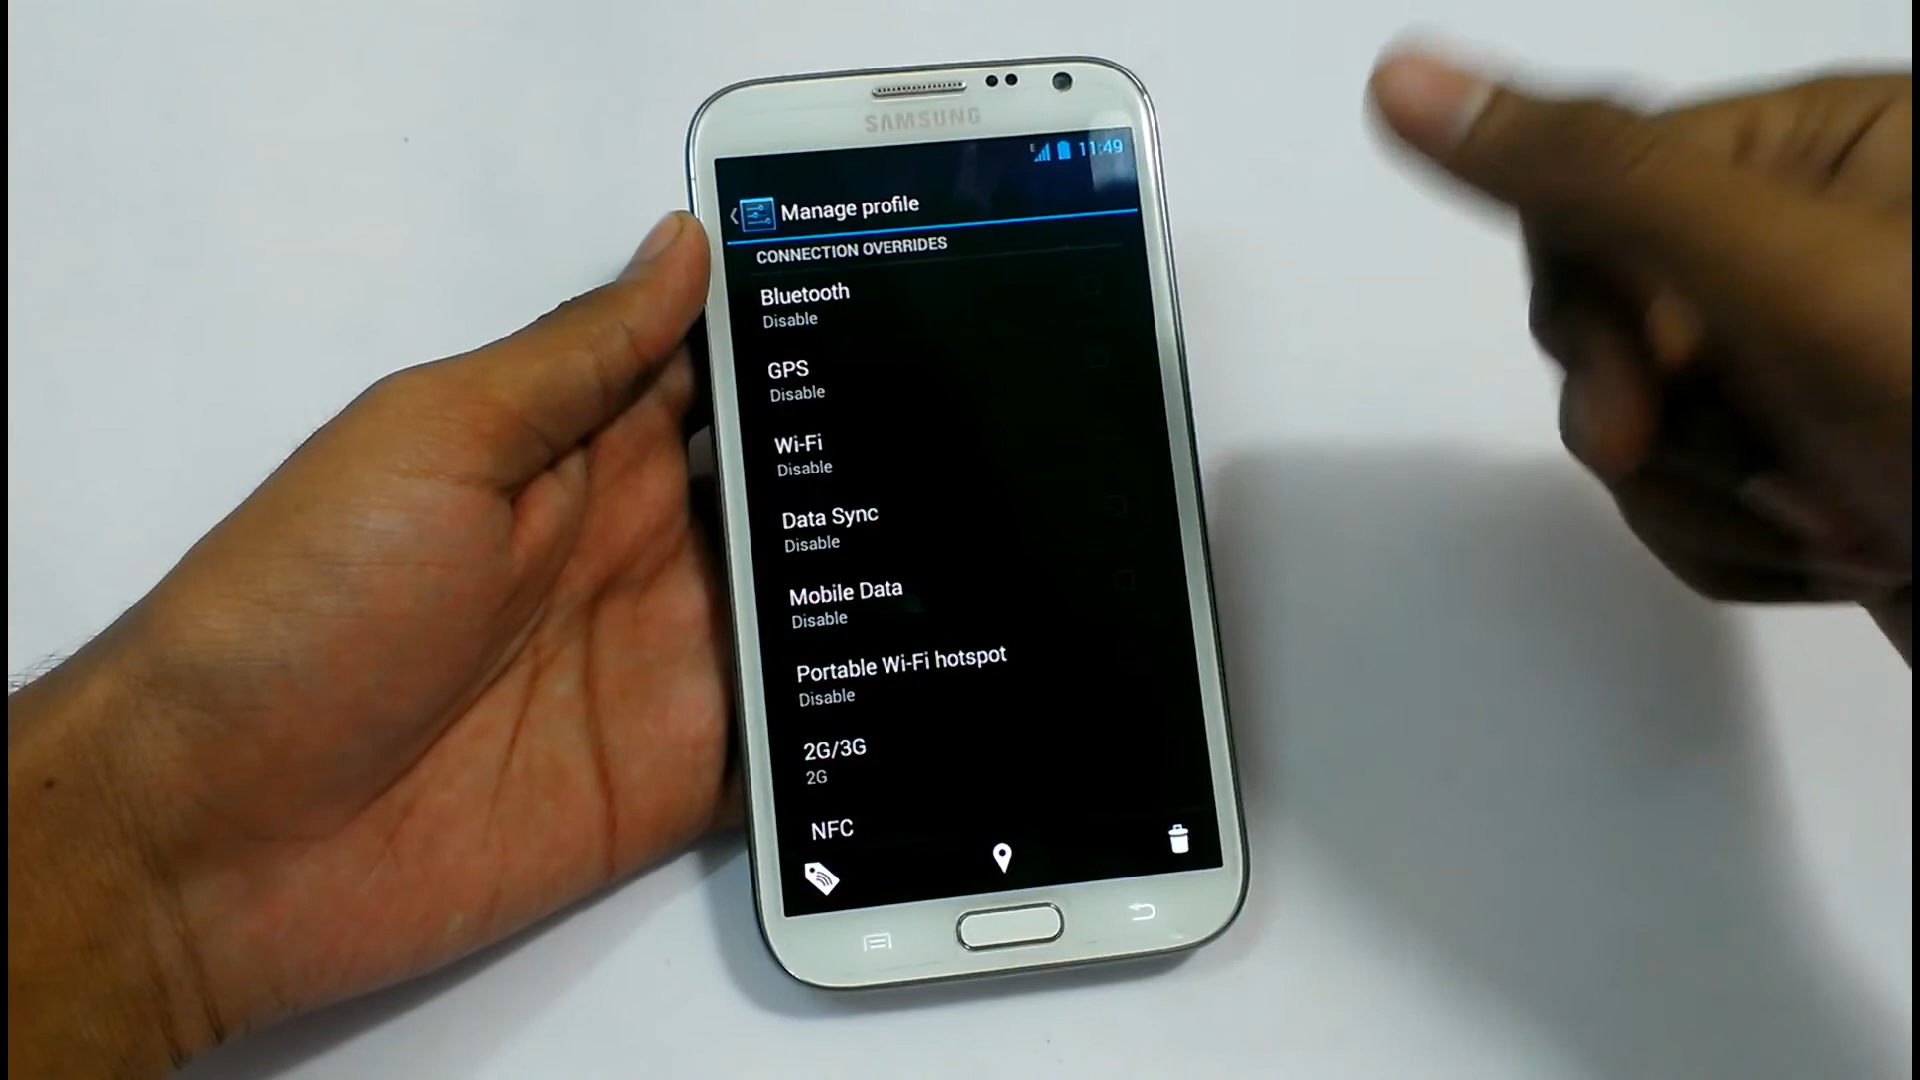 SAMSUNG
E 11:49
Manage profile
CONNECTION OVERRIDES
Bluetooth
Disable
GPS
Disable
Wi-Fi
Disable
Data Sync
Disable
Mobile Data
Disable
Portable Wi-Fi hotspot
Disable
2G/3G
2G
NFC